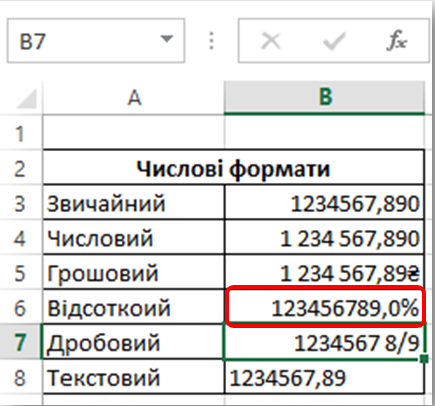 B7 fx
A B
1
2 Числові формати
3 Звичайний 1234567,890
4 Числовий 1 234 567,890
5 Грошовий 1 234 567,89₴
6 Відсоткоий 123456789,0%
7 Дробовий 1234567 8/9
8 Текстовий 1234567,89